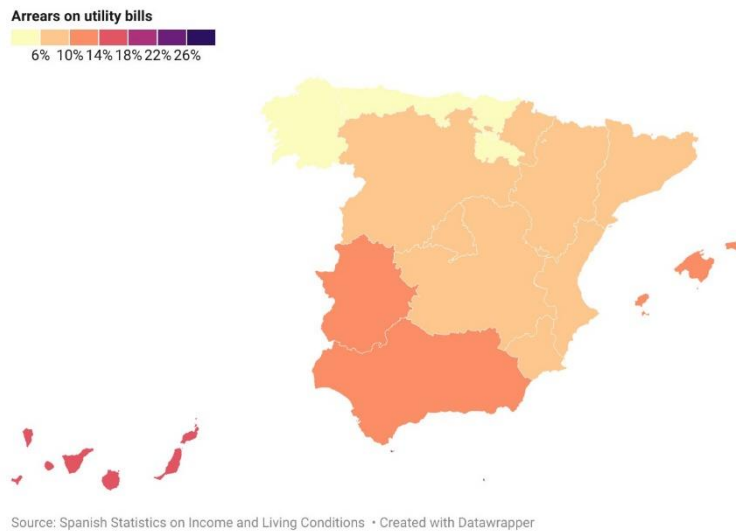 Arrears on utility bills
6% 10% 14% 18% 22% 26%
Source: Spanish Statistics on Income and Living Conditions • Created with Datawrapper